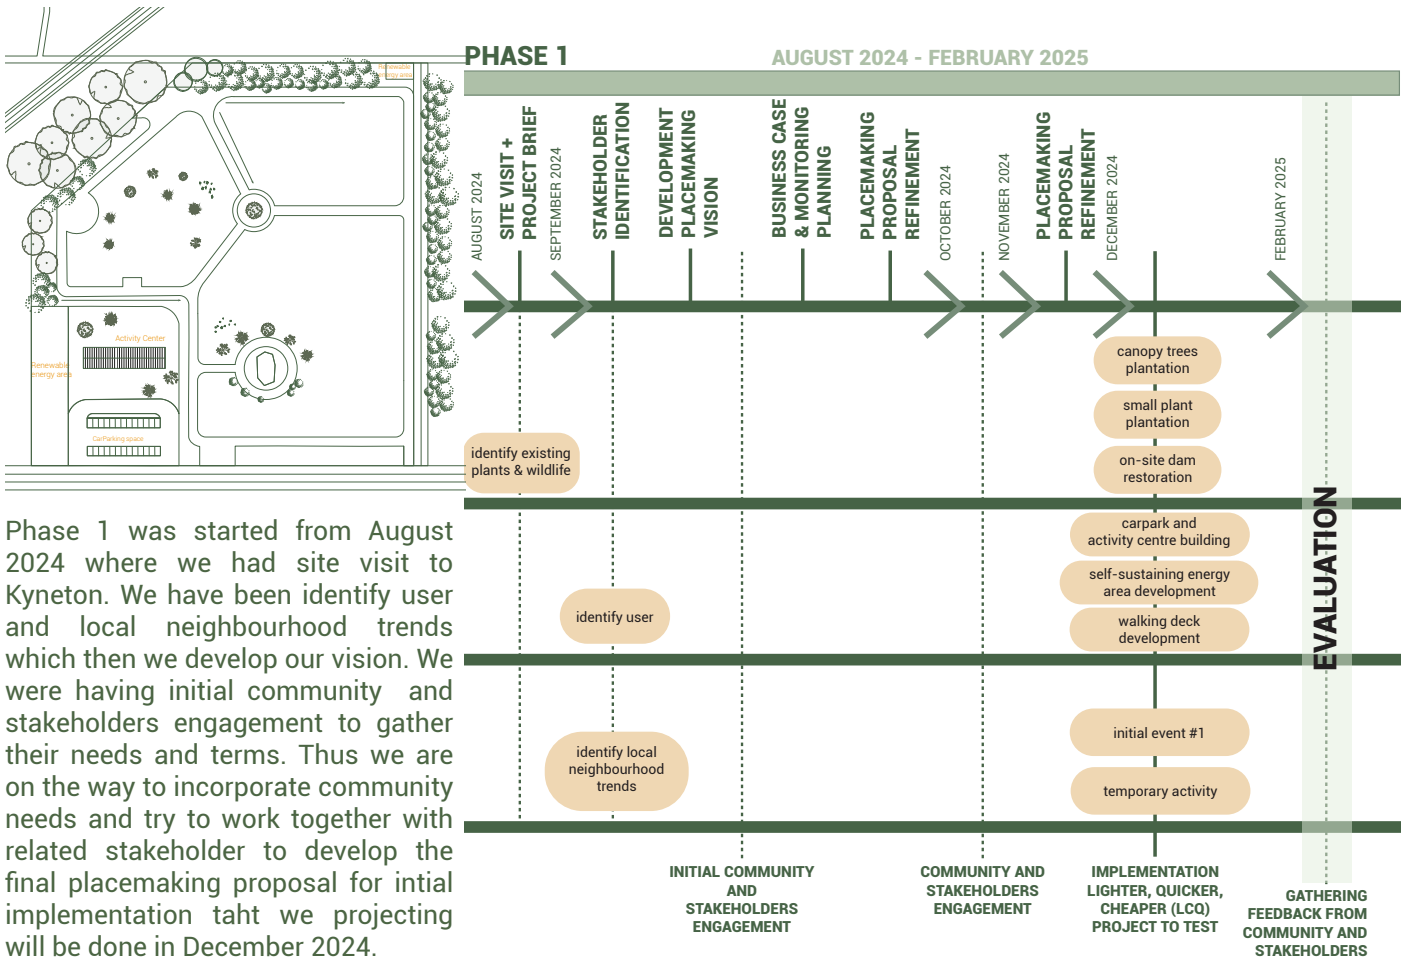 PHASE 1
AUGUST 2024 - FEBRUARY 2025
Renewable
energy area
Activity Center
Renewable
energy area
CarParking space
AUGUST 2024
SITE VISIT +
PROJECT BRIEF
SEPTEMBER 2024
STAKEHOLDER
IDENTIFICATION
DEVELOPMENT
PLACEMAKING
VISION
BUSINESS CASE
& MONITORING
PLANNING
PLACEMAKING
PROPOSAL
REFINEMENT
OCTOBER 2024
NOVEMBER 2024
PLACEMAKING
PROPOSAL
REFINEMENT
DECEMBER 2024
FEBRUARY 2025
canopy trees
plantation
small plant
plantation
identify existing
plants & wildlife
on-site dam
restoration
carpark and
activity centre building
self-sustaining energy
area development
identify user
walking deck
development
identify local
neighbourhood
trends
initial event #1
temporary activity
EVALUATION
INITIAL COMMUNITY
AND
STAKEHOLDERS
ENGAGEMENT
COMMUNITY AND
STAKEHOLDERS
ENGAGEMENT
IMPLEMENTATION
LIGHTER, QUICKER,
CHEAPER (LCQ)
PROJECT TO TEST
GATHERING
FEEDBACK FROM
COMMUNITY AND
STAKEHOLDERS
Phase 1 was started from August
2024 where we had site visit to
Kyneton. We have been identify user
and local neighbourhood trends
which then we develop our vision. We
were having initial community and
stakeholders engagement to gather
their needs and terms. Thus we are
on the way to incorporate community
needs and try to work together with
related stakeholder to develop the
final placemaking proposal for intial
implementation taht we projecting
will be done in December 2024.